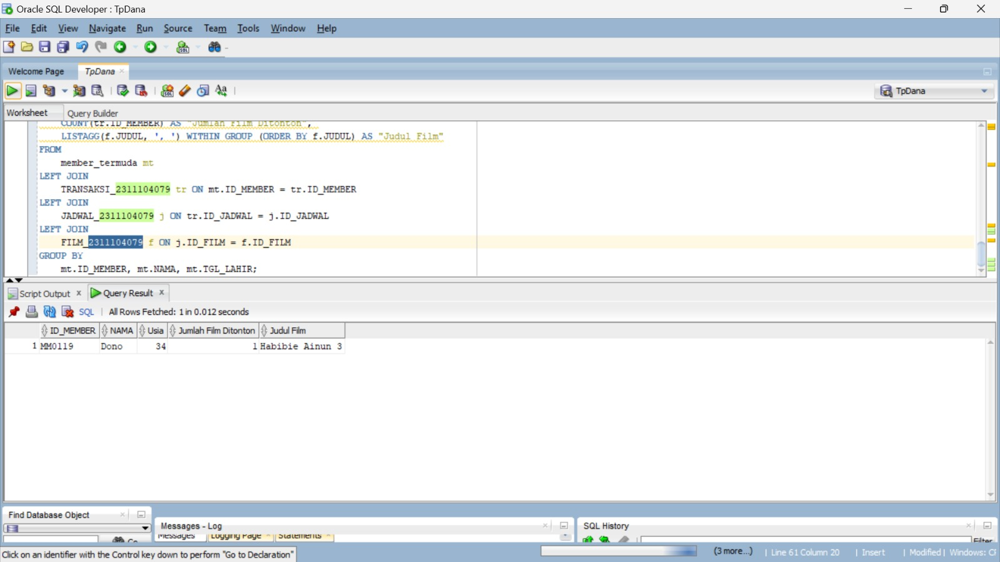 Oracle SQL Developer : TpDana
File Edit View Navigate Run Source Team Tools Window Help
Welcome Page TpDana
TpDana
Worksheet Query Builder
COUNT(tr.ID_MEMBER) AS "Jumlah Film Ditonton",
LISTAGG(f.JUDUL, ', ') WITHIN GROUP (ORDER BY f.JUDUL) AS "Judul Film"
FROM
member_termuda mt
LEFT JOIN
TRANSAKSI_2311104079 tr ON mt.ID_MEMBER = tr.ID_MEMBER
LEFT JOIN
JADWAL_2311104079 j ON tr.ID_JADWAL = j.ID_JADWAL
LEFT JOIN
FILM_2311104079 f ON j.ID_FILM = f.ID_FILM
GROUP BY
mt.ID_MEMBER, mt.NAMA, mt.TGL_LAHIR;
Script Output Query Result
SQL All Rows Fetched: 1 in 0.012 seconds
ID_MEMBER NAMA Usia Jumlah Film Ditonton Judul Film
1 MM0119 Dono 34 1 Habibie Ainun 3
Find Database Object
Messages - Log
SQL History
Messages Logging Page Statements
Go
Filter
Click on an identifier with the Control key down to perform "Go to Declaration"
(3 more...) | Line 61 Column 20 | Insert | Modified | Windows: CR